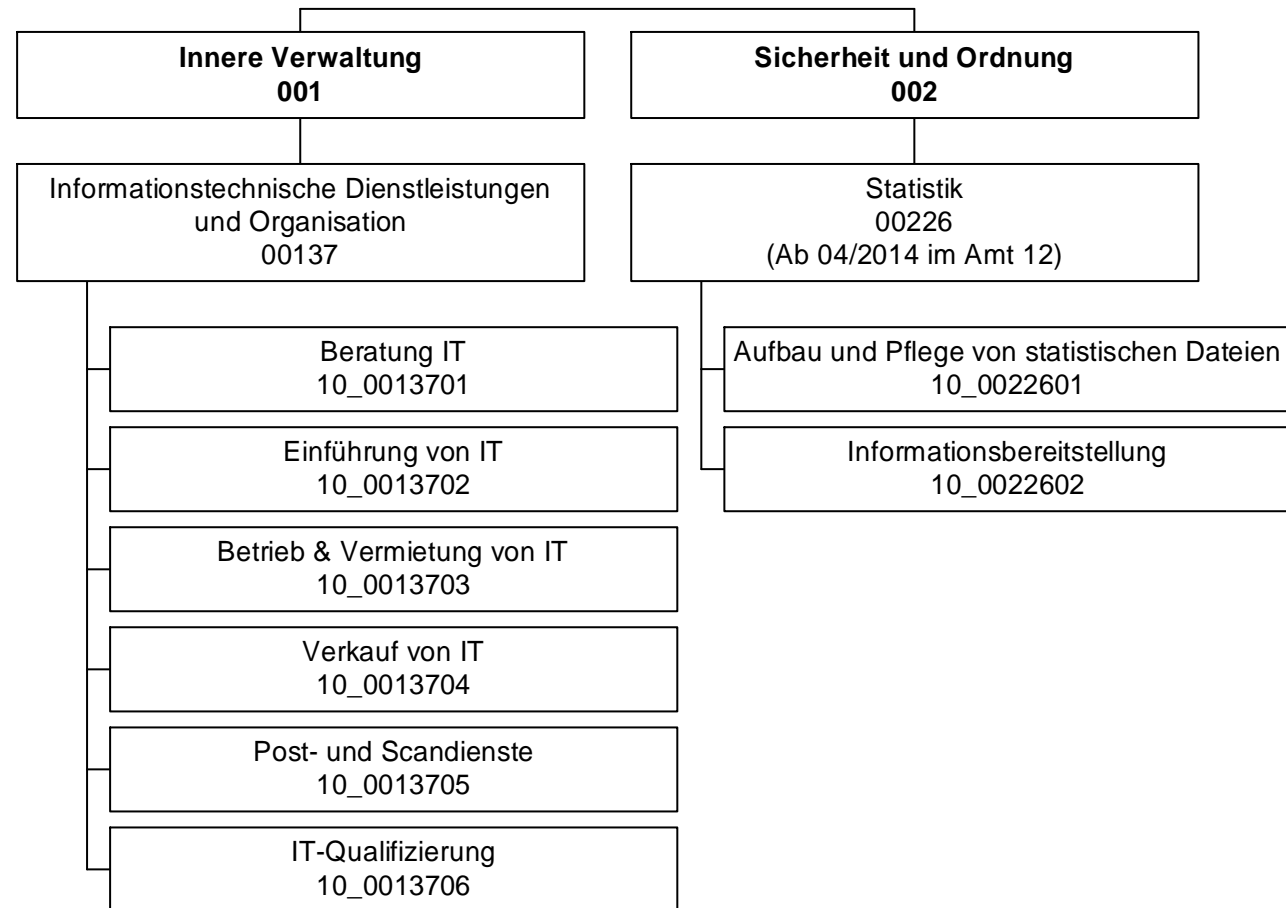 Innere Verwaltung
001
Sicherheit und Ordnung
002
Informationstechnische Dienstleistungen
und Organisation
00137
Statistik
00226
(Ab 04/2014 im Amt 12)
Beratung IT
10_0013701
Einführung von IT
10_0013702
Betrieb & Vermietung von IT
10_0013703
Verkauf von IT
10_0013704
Post- und Scandienste
10_0013705
IT-Qualifizierung
10_0013706
Aufbau und Pflege von statistischen Dateien
10_0022601
Informationsbereitstellung
10_0022602